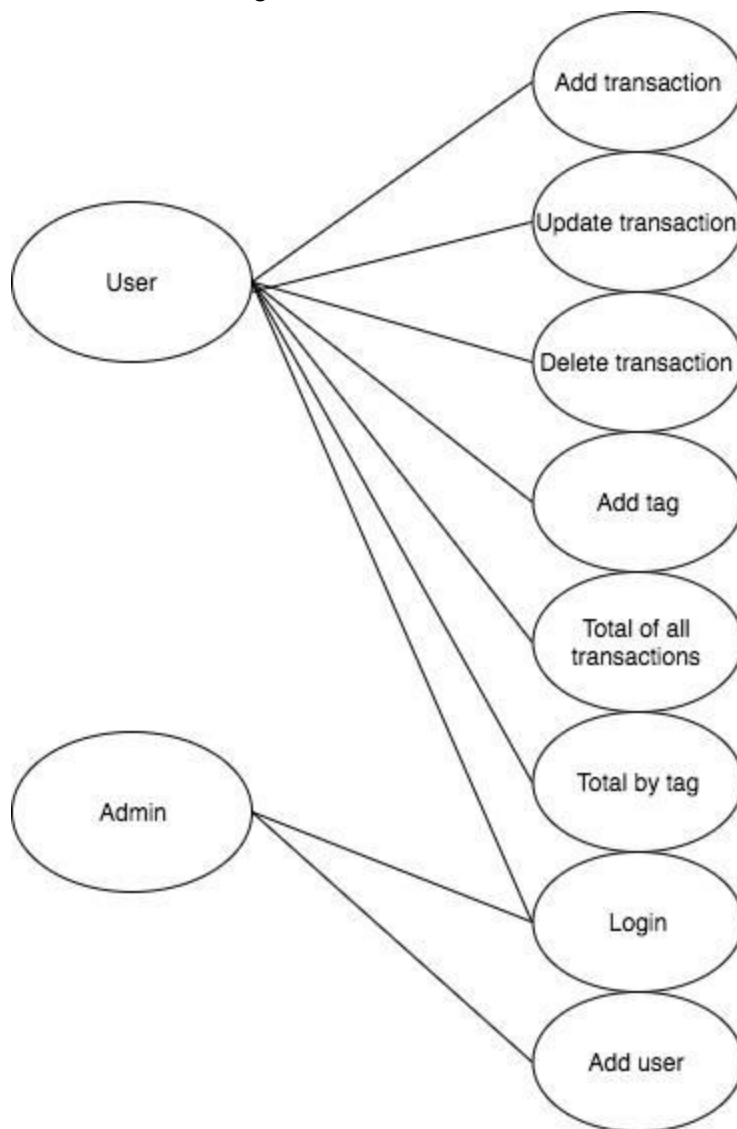 Add transaction
Update transaction
User
Delete transaction
Add tag
Total of all
transactions
Total by tag
Admin
Login
Add user